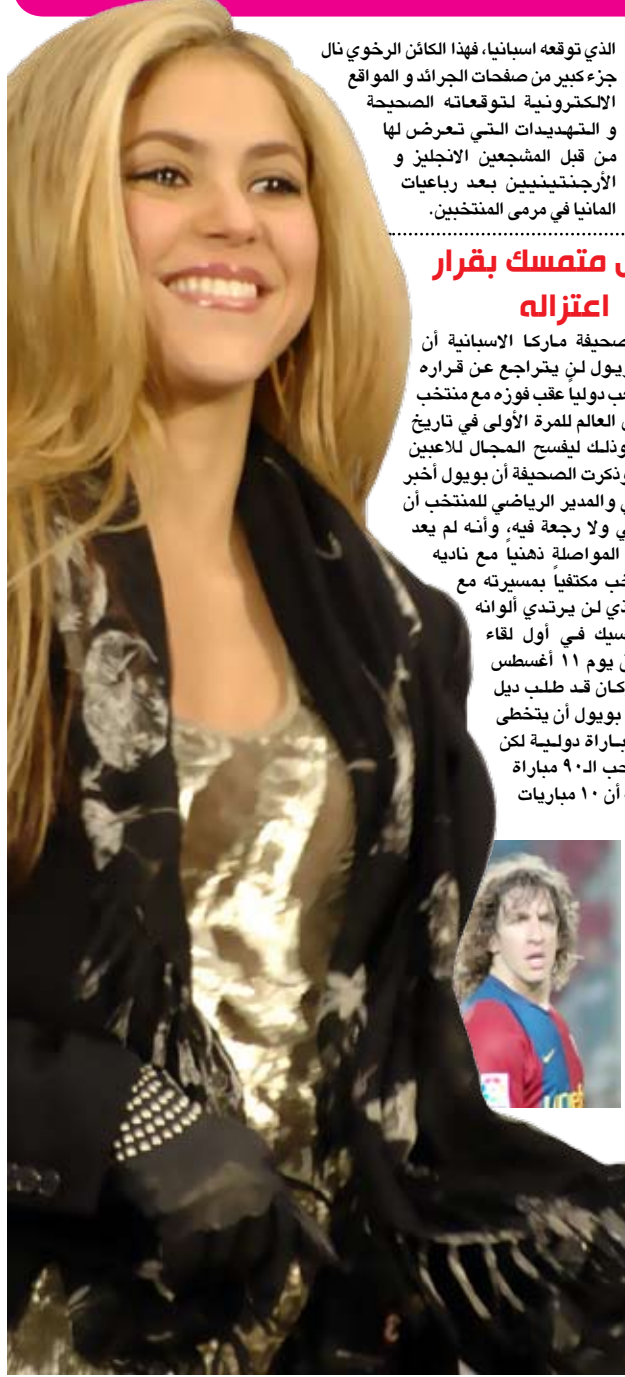 الذي توقعه اسبانيا، فهذا الكائن الرخوي نال
جزء كبير من صفحات الجرائد و المواقع
الالكترونية لتوقعاته الصحيحة
و التهديدات التي تعرض لها
من قبل المشجعين الانجليز و
الأرجنتينيين بعد رباعيات
المانيا في مرمى المنتخبين.
متمسك بقرار
اعتزاله
صحيفة ماركا الاسبانية أن
لن يتراجع عن قراره
دولياً عقب فوزه مع منتخب
العالم للمرة الأولى في تاريخ
وذلك ليفسح المجال للاعبين
وذكرت الصحيفة أن بويول أخبر
والمدير الرياضي للمنتخب أن
ولا رجعة فيه، وأنه لم يعد
المواصلة ذهنياً مع ناديه
مكتفياً بمسيرته مع
لن يرتدي ألوانه
في أول لقاء
يوم ١١ أغسطس
كان قد طلب ديل
بويول أن يتخطى
دولية لكن
الـ٩٠ مباراة
أن ١٠ مباريات